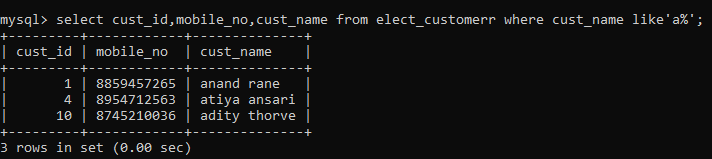 mysql> select cust_id,mobile_no,cust_name from elect_customerr where cust_name like'a%';
+---------+------------+--------------+
| cust_id | mobile_no  | cust_name    |
+---------+------------+--------------+
|       1 | 8859457265 | anand rane   |
|       4 | 8954712563 | atiya ansari |
|      10 | 8745210036 | adity thorve |
+---------+------------+--------------+
3 rows in set (0.00 sec)